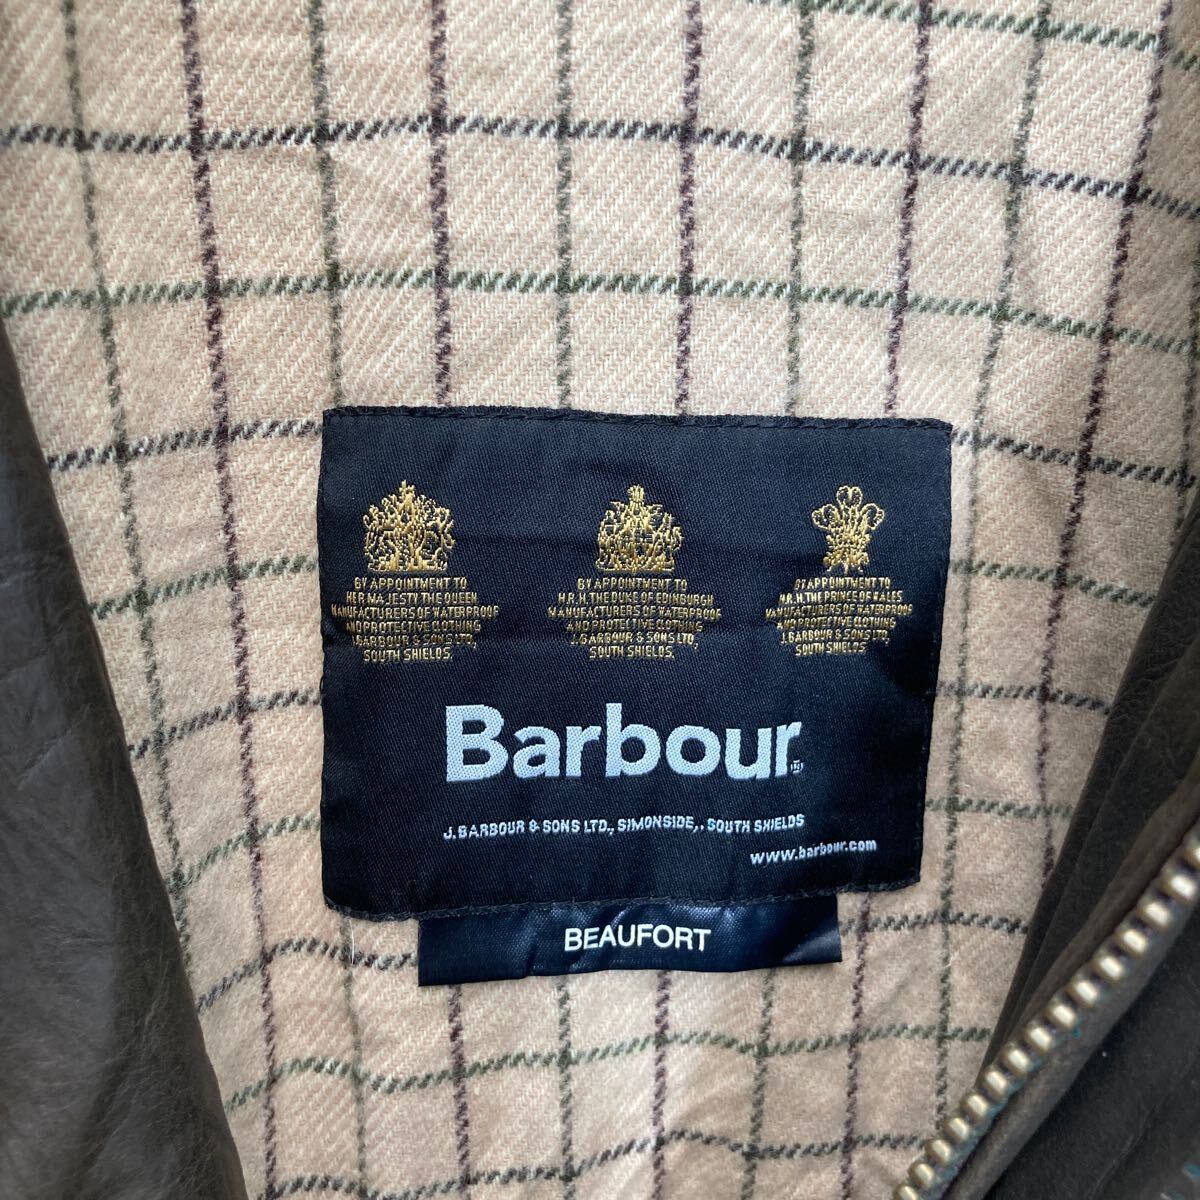 BY APPOINTMENT TO
HER MAJESTY THE QUEEN
MANUFACTURERS OF WATERPROOF
AND PROTECTIVE CLOTHING
J.BARBOUR & SONS LTD,
SOUTH SHIELDS.
BY APPOINTMENT TO
H.R.H. THE DUKE OF EDINBURGH
MANUFACTURERS OF WATERPROOF
AND PROTECTIVE CLOTHING
J.BARBOUR & SONS LTD,
SOUTH SHIELDS.
BY APPOINTMENT TO
H.R.H. THE PRINCE OF WALES
MANUFACTURERS OF WATERPROOF
AND PROTECTIVE CLOTHING
J.BARBOUR & SONS LTD,
SOUTH SHIELDS.
Barbour®
J.BARBOUR & SONS LTD., SIMONSIDE,. SOUTH SHIELDS
www.barbour.com
BEAUFORT